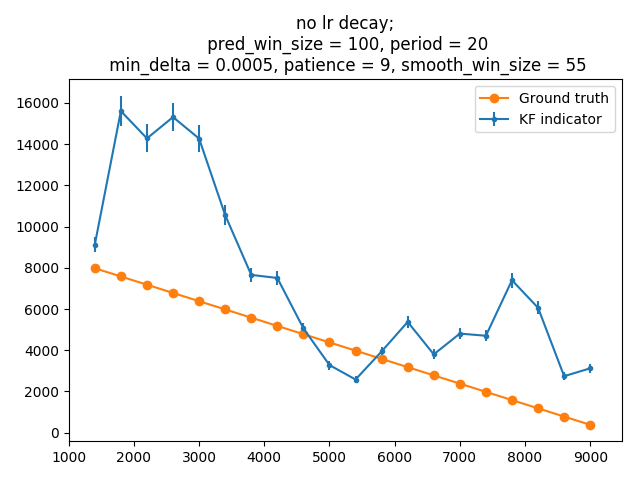 no lr decay;
pred_win_size = 100, period = 20
min_delta = 0.0005, patience = 9, smooth_win_size = 55
Ground truth
KF indicator
16000
14000
12000
10000
8000
6000
4000
2000
0
1000 2000 3000 4000 5000 6000 7000 8000 9000